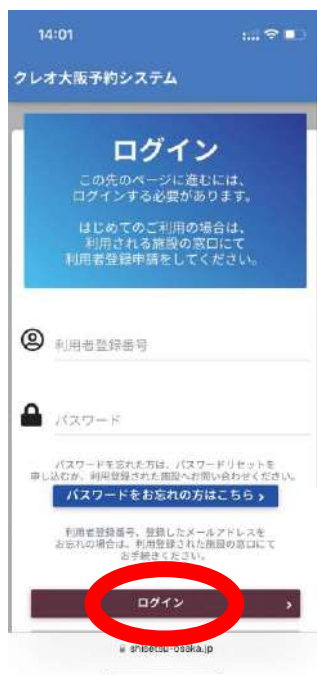 14:01
クレオ大阪予約システム
ログイン
この先のページに進むには、
ログインする必要があります。
はじめてのご利用の場合は、
利用される施設の窓口にて
利用者登録申請をしてください。
利用者登録番号
パスワード
パスワードを忘れた方は、パスワードリセットを
申し込むか、利用登録された施設へお問い合わせください。
パスワードをお忘れの方はこちら ›
利用者登録番号、登録したメールアドレスを
お忘れの場合は、利用登録された施設の窓口にて
お手続きください。
ログイン ›
shisetsu-osaka.jp